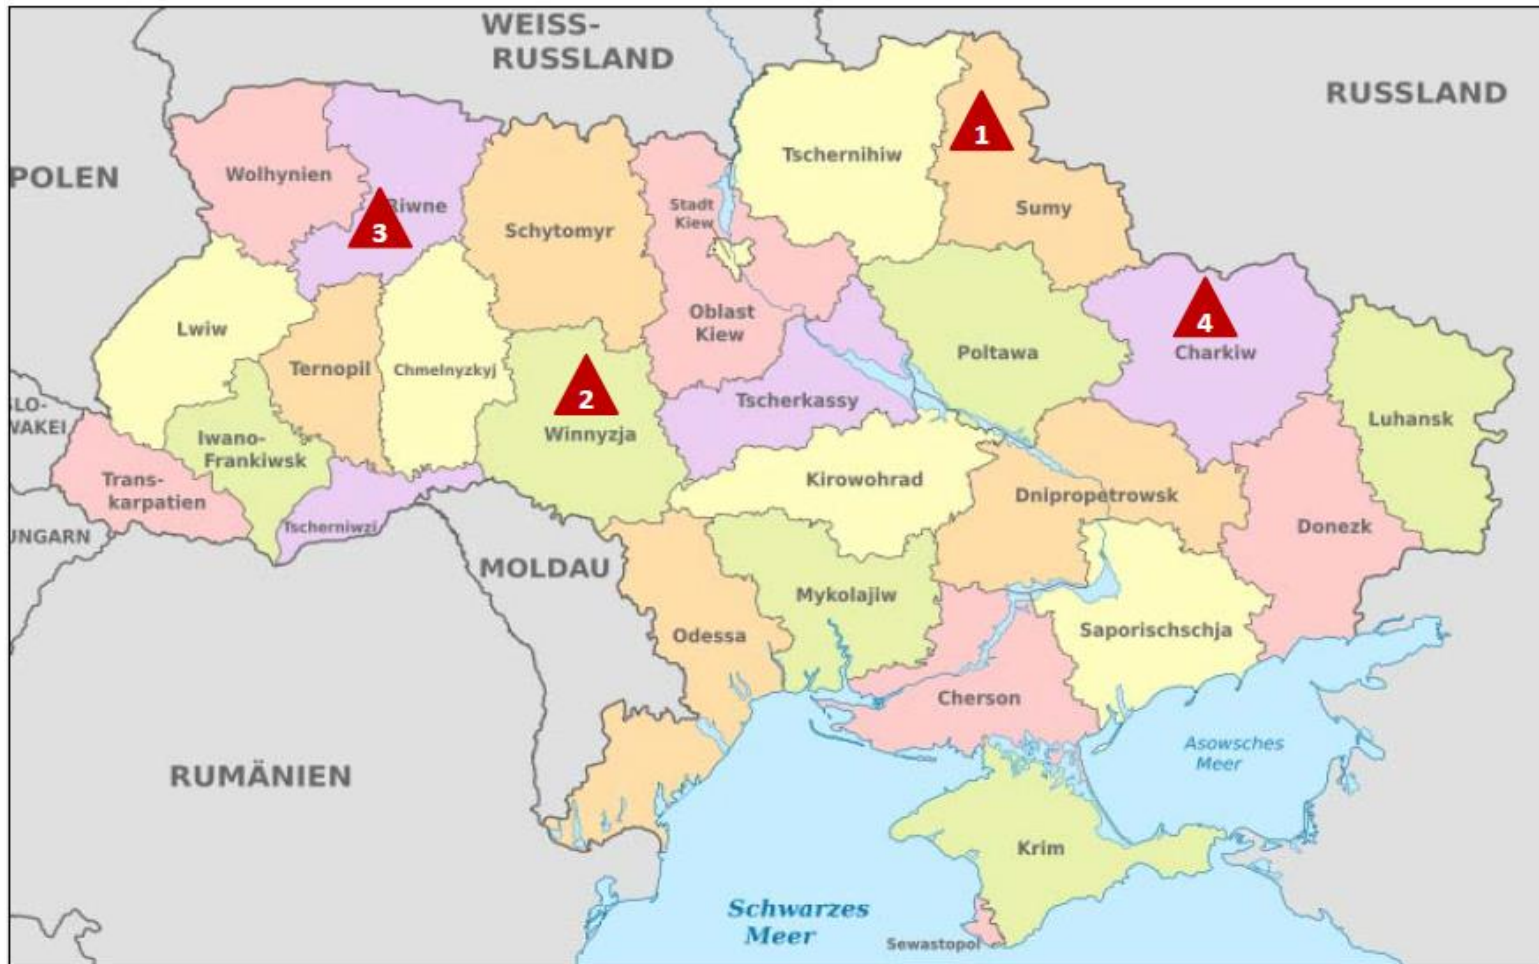 WEISS-
RUSSLAND
RUSSLAND
POLEN
1
Tschernihiw
Wolhynien
Riwne
3
Stadt
Kiew
Sumy
Schytomyr
Oblast
Kiew
4
Charkiw
Lwiw
Ternopil
Chmelnyzkyj
Poltawa
2
Winnyzja
Tscherkassy
Luhansk
SLO-
WAKEI
Iwano-
Frankiwsk
Trans-
karpatien
Kirowohrad
Dnipropetrowsk
Donezk
UNGARN
Tscherniwzi
MOLDAU
Mykolajiw
Odessa
Saporischschja
Cherson
Asowsches
Meer
RUMÄNIEN
Krim
Schwarzes
Meer
Sewastopol